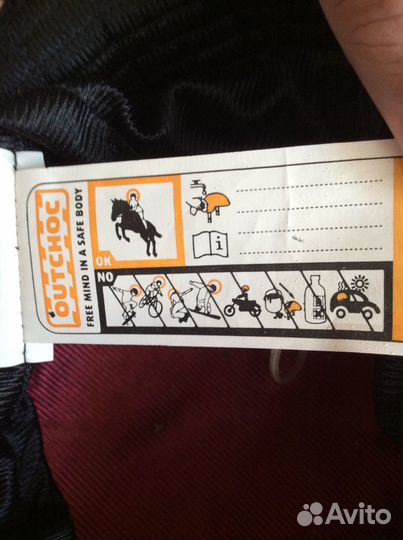 OUTCHOC
FREE MIND IN A SAFE BODY
OK
NO
i
Avito